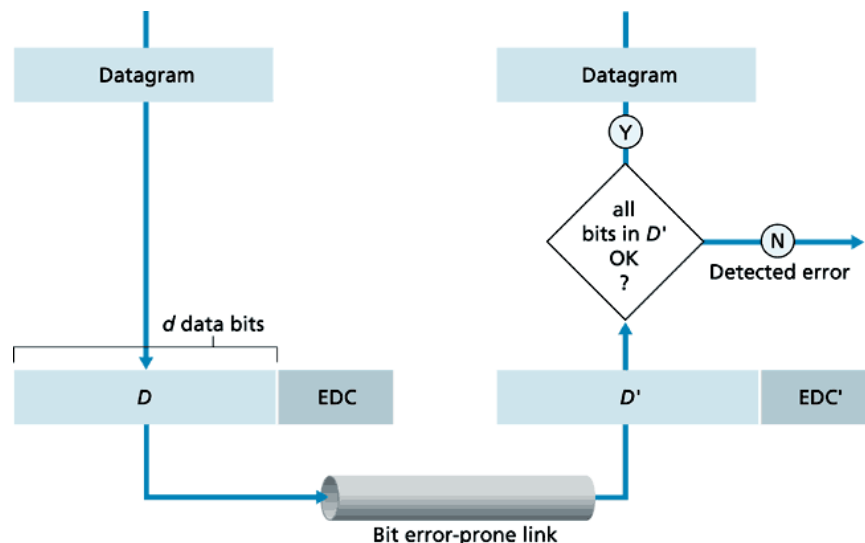 Datagram
Datagram
Y
all
bits in D'
OK
?
N
Detected error
d data bits
D
EDC
D'
EDC'
Bit error-prone link